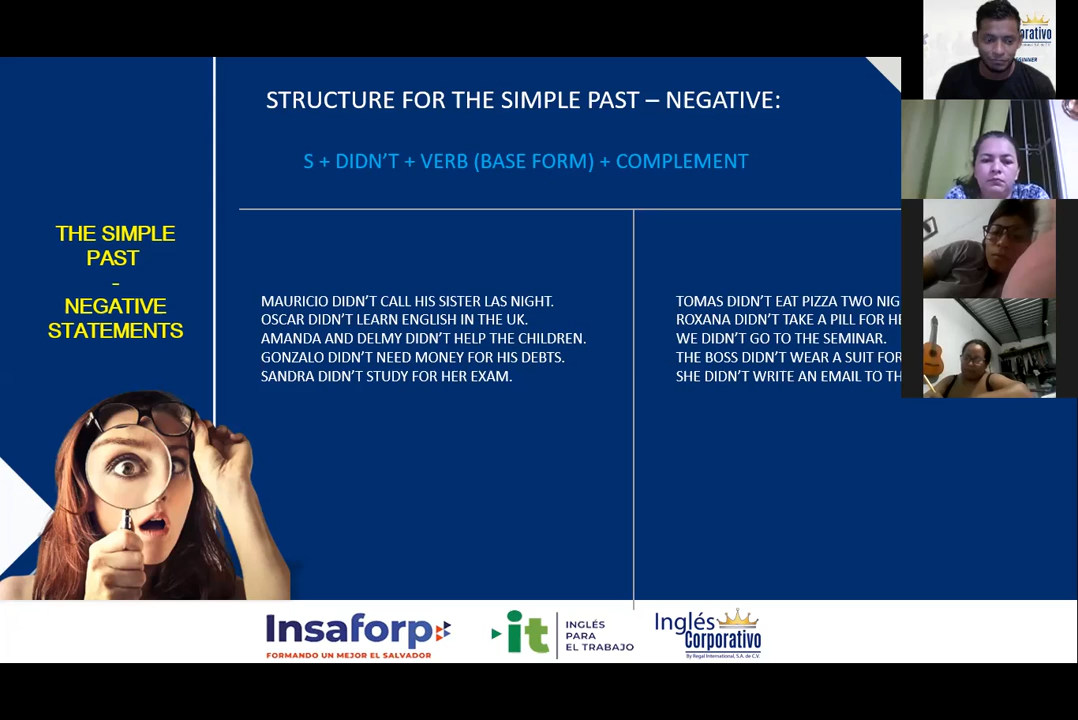 STRUCTURE FOR THE SIMPLE PAST – NEGATIVE:
S + DIDN'T + VERB (BASE FORM) + COMPLEMENT
THE SIMPLE
PAST
-
NEGATIVE
STATEMENTS
MAURICIO DIDN'T CALL HIS SISTER LAS NIGHT.
OSCAR DIDN'T LEARN ENGLISH IN THE UK.
AMANDA AND DELMY DIDN'T HELP THE CHILDREN.
GONZALO DIDN'T NEED MONEY FOR HIS DEBTS.
SANDRA DIDN'T STUDY FOR HER EXAM.
TOMAS DIDN'T EAT PIZZA TWO NIG
ROXANA DIDN'T TAKE A PILL FOR HE
WE DIDN'T GO TO THE SEMINAR.
THE BOSS DIDN'T WEAR A SUIT FOR
SHE DIDN'T WRITE AN EMAIL TO TH
Insaforp
FORMANDO UN MEJOR EL SALVADOR
it
INGLÉS
PARA
EL TRABAJO
Inglés
Corporativo
By Regal International, S.A. de C.V.